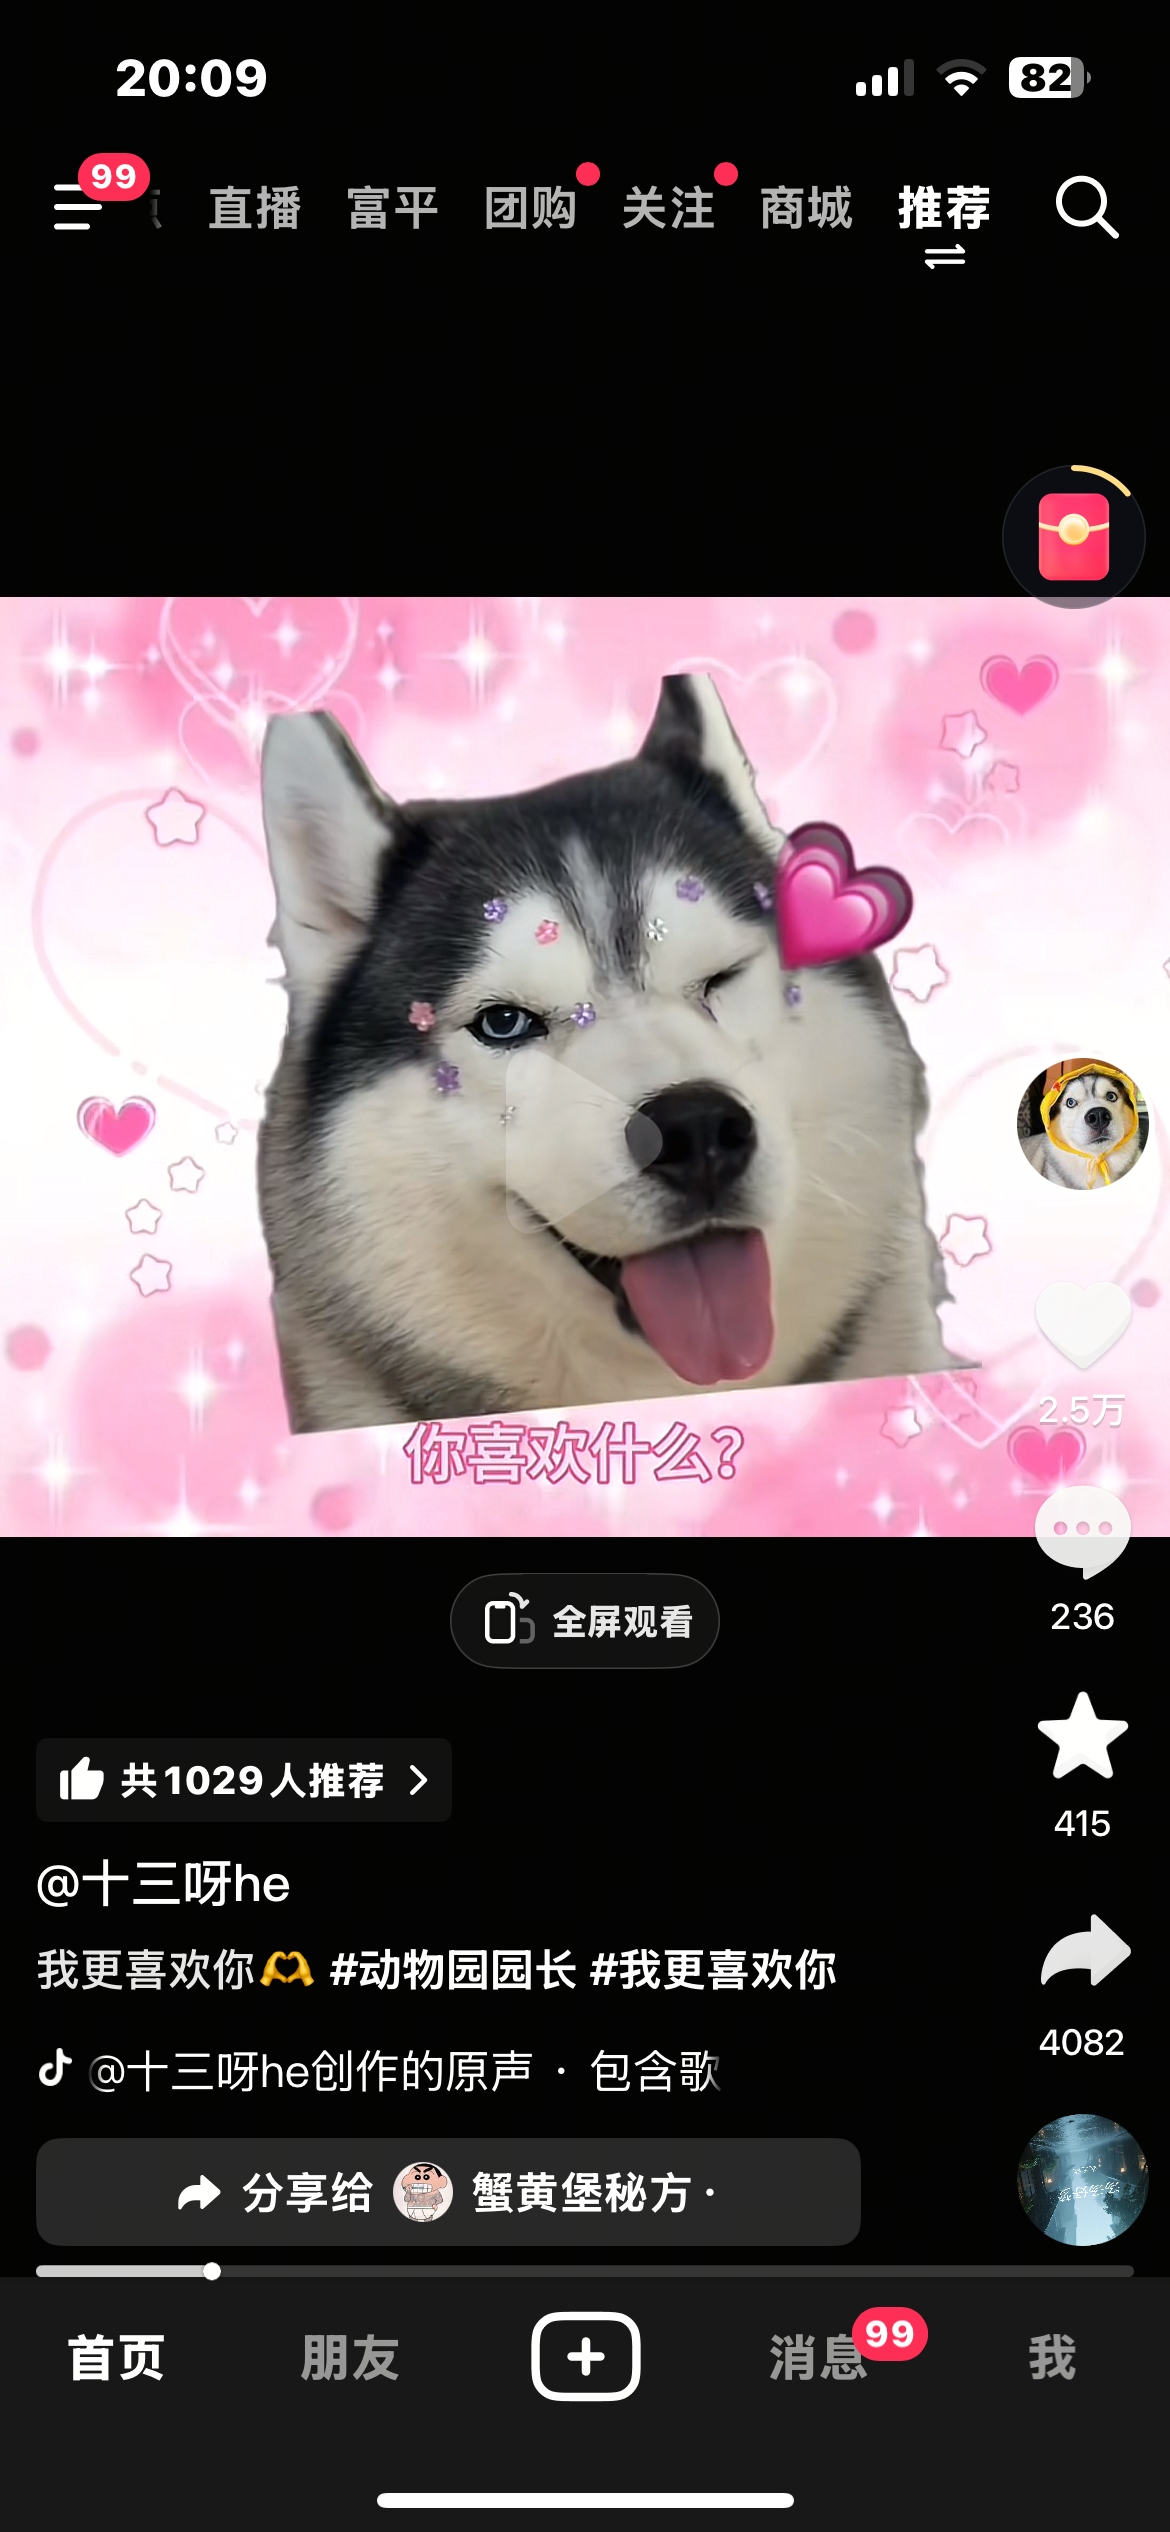 20:09
82
99
直播 富平 团购 关注 商城 推荐
你喜欢什么?
2.5万
236
全屏观看
415
共1029人推荐
@十三呀he
我更喜欢你🫶 #动物园园长 #我更喜欢你
4082
@十三呀he创作的原声 · 包含歌
分享给 蟹黄堡秘方·
首页 朋友 消息 99 我